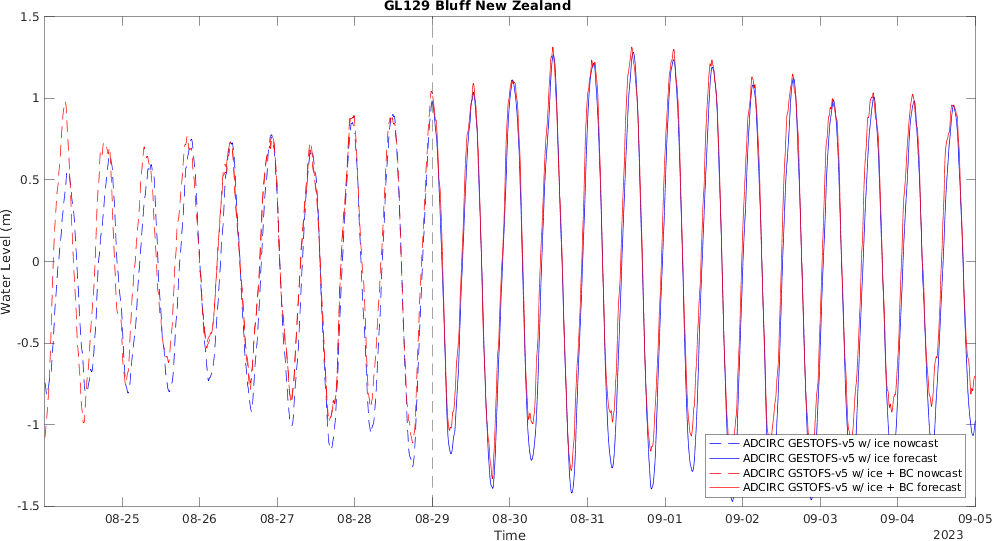 GL129 Bluff New Zealand
1.5
1
0.5
0
-0.5
-1
-1.5
Water Level (m)
ADCIRC GESTOFS-v5 w/ ice nowcast
ADCIRC GESTOFS-v5 w/ ice forecast
ADCIRC GSTOFS-v5 w/ ice + BC nowcast
ADCIRC GSTOFS-v5 w/ ice + BC forecast
08-25 08-26 08-27 08-28 08-29 08-30 08-31 09-01 09-02 09-03 09-04 09-05
Time
2023